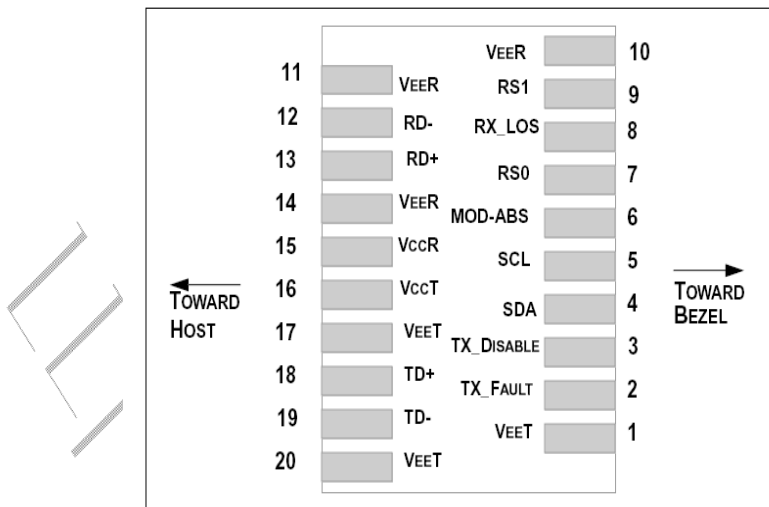 11 VEER
12 RD-
13 RD+
14 VEER
15 VCCR
16 VCCT
17 VEET
18 TD+
19 TD-
20 VEET
VEER 10
RS1 9
RX_LOS 8
RS0 7
MOD-ABS 6
SCL 5
SDA 4
TX_DISABLE 3
TX_FAULT 2
VEET 1
TOWARD
HOST
TOWARD
BEZEL